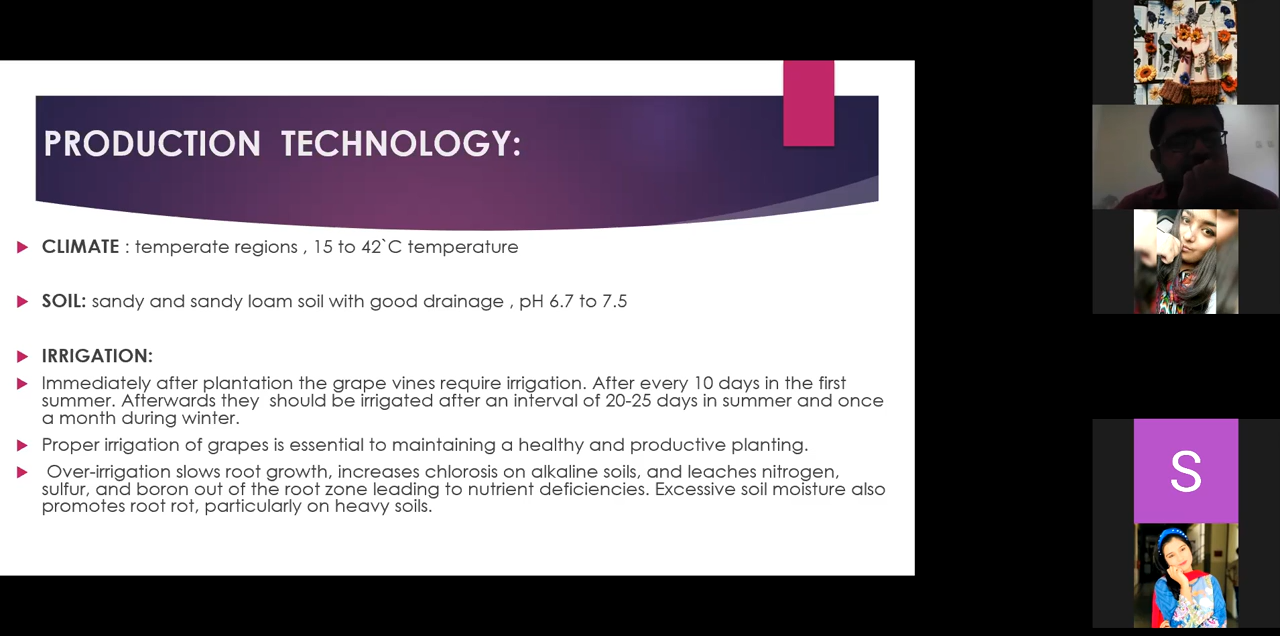 PRODUCTION TECHNOLOGY:
CLIMATE : temperate regions , 15 to 42`C temperature
SOIL: sandy and sandy loam soil with good drainage , pH 6.7 to 7.5
IRRIGATION:
Immediately after plantation the grape vines require irrigation. After every 10 days in the first
summer. Afterwards they should be irrigated after an interval of 20-25 days in summer and once
a month during winter.
Proper irrigation of grapes is essential to maintaining a healthy and productive planting.
Over-irrigation slows root growth, increases chlorosis on alkaline soils, and leaches nitrogen,
sulfur, and boron out of the root zone leading to nutrient deficiencies. Excessive soil moisture also
promotes root rot, particularly on heavy soils.
S